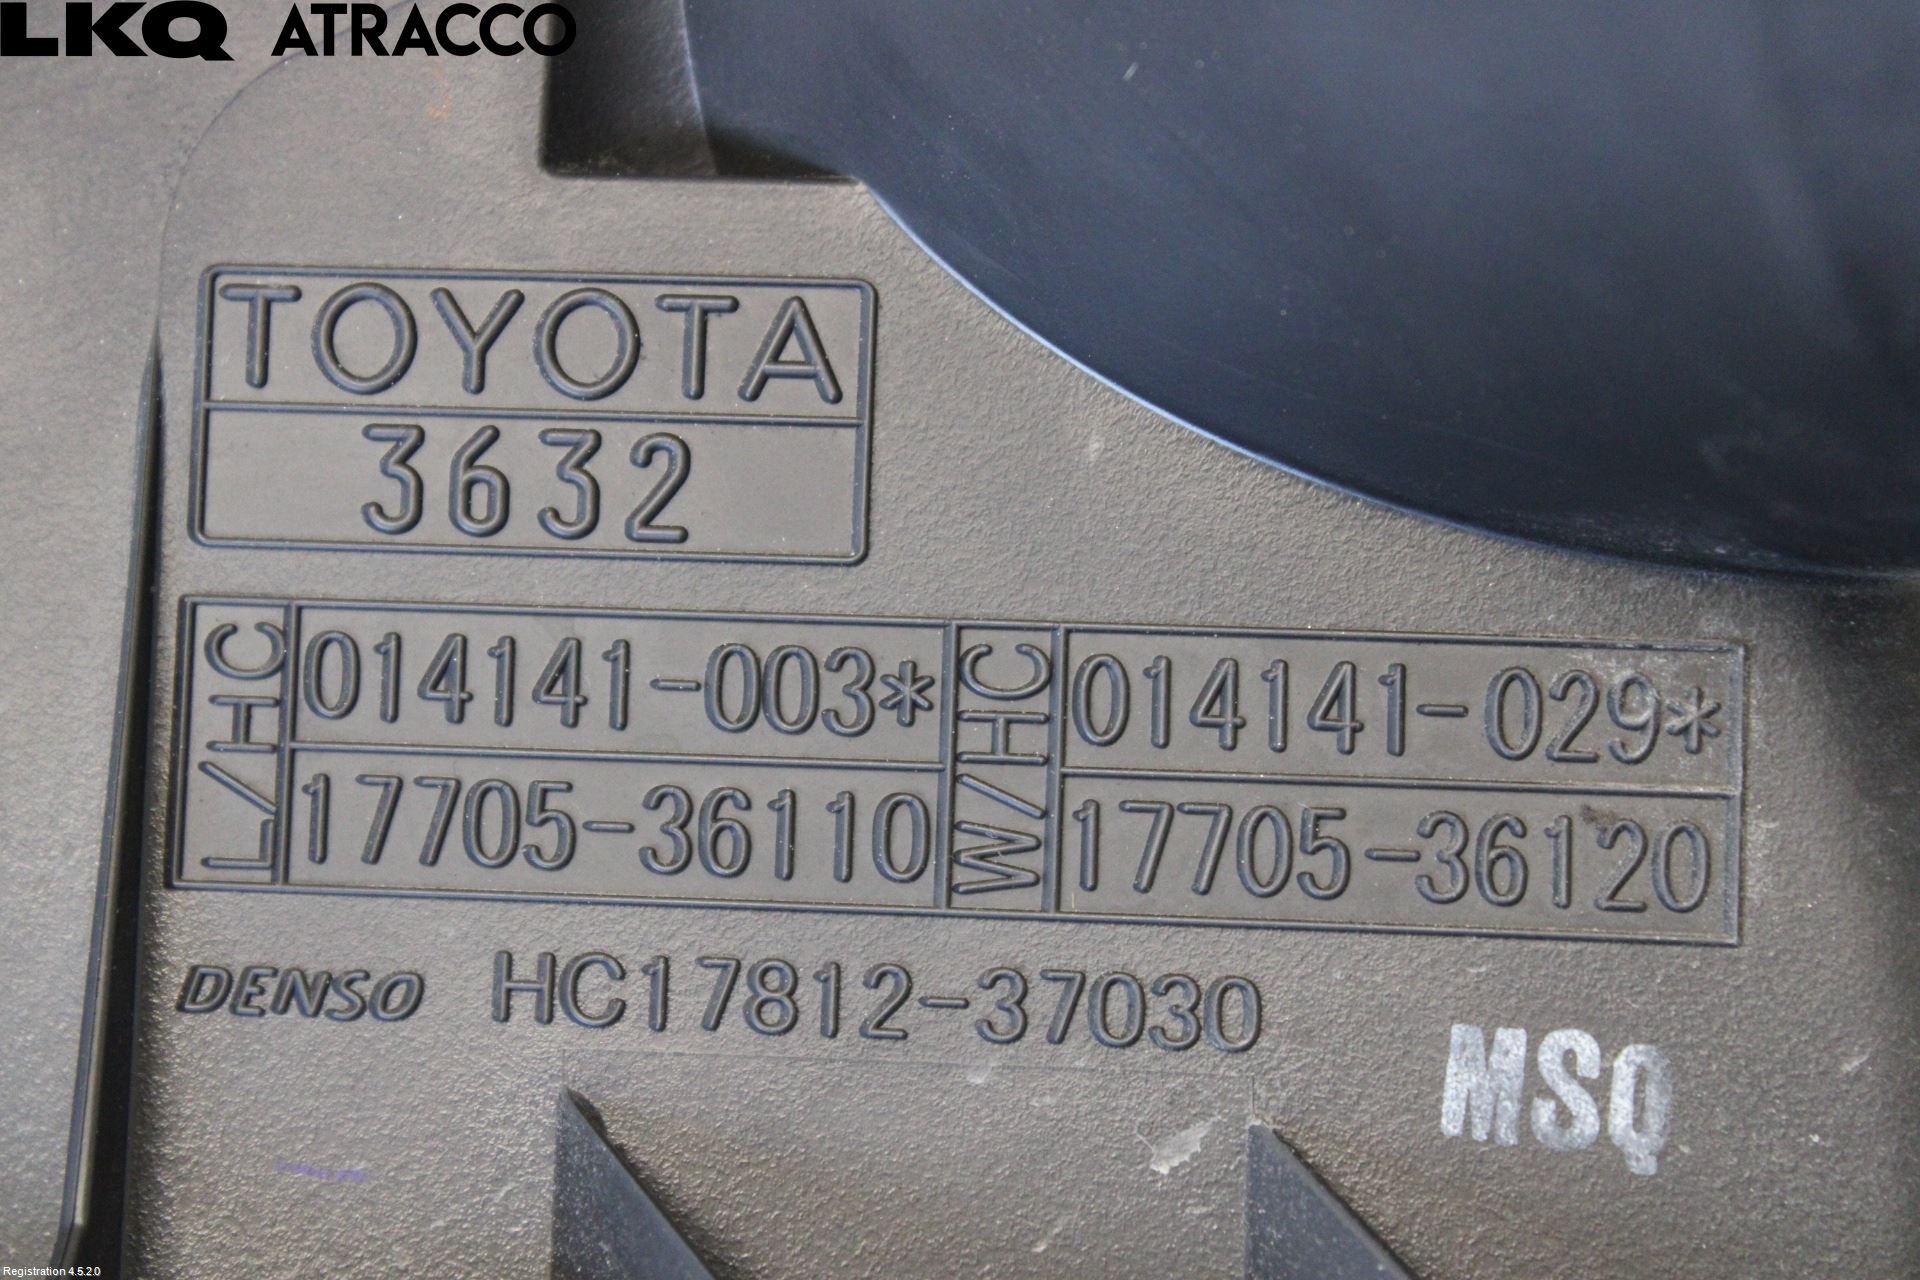 LKQ ATRACCO
TOYOTA
3632
L/HC
014141-003*
17705-36110
W/HC
014141-029*
17705-36120
DENSO HC17812-37030
MSQ
Registration 4.5.2.0